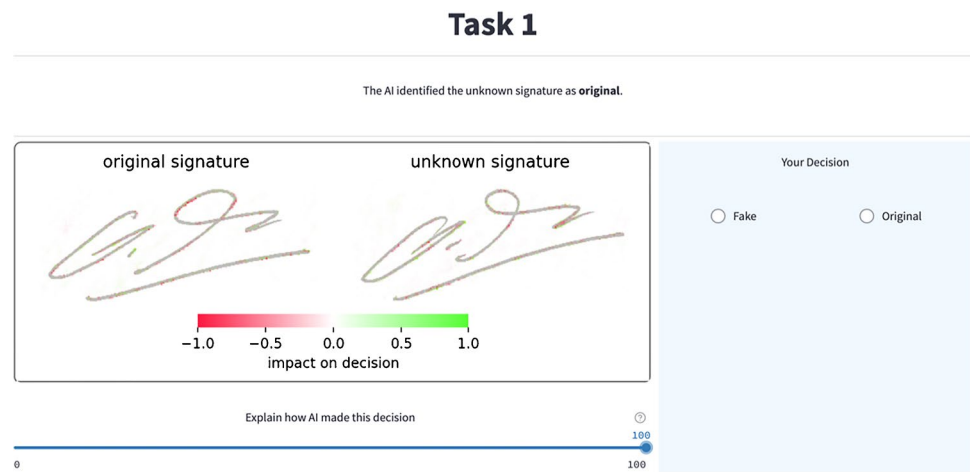 Task 1
The AI identified the unknown signature as original.
original signature
unknown signature
−1.0 −0.5 0.0 0.5 1.0
impact on decision
Your Decision
Fake
Original
Explain how AI made this decision
?
100
0
100